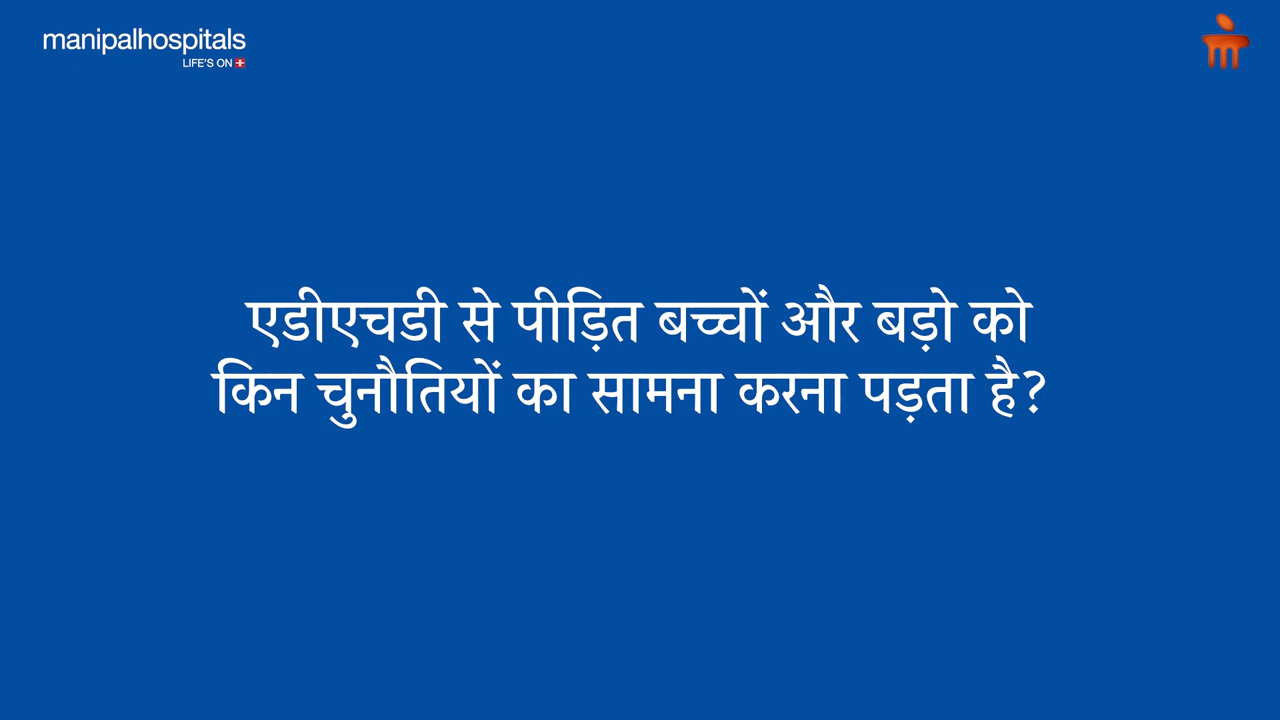 manipalhospitals
LIFE'S ON
एडीएचडी से पीड़ित बच्चों और बड़ो को
किन चुनौतियों का सामना करना पड़ता है?